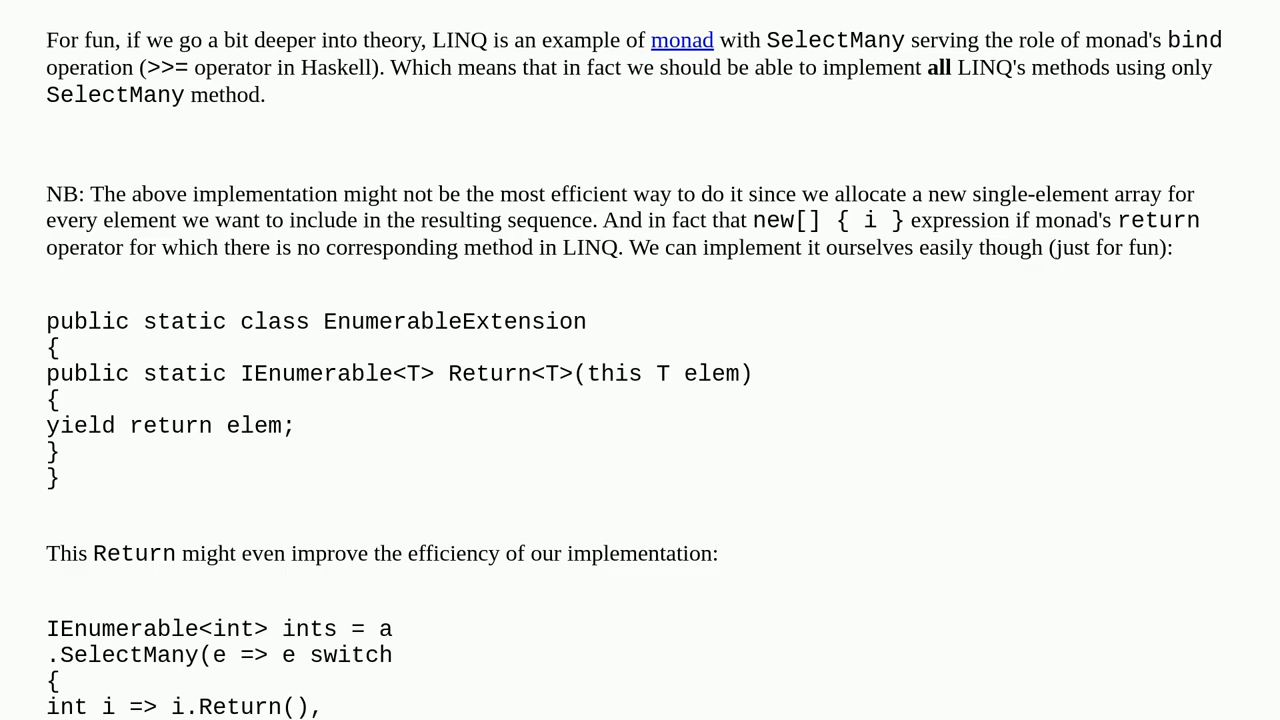 For fun, if we go a bit deeper into theory, LINQ is an example of monad with SelectMany serving the role of monad's bind
operation (>>= operator in Haskell). Which means that in fact we should be able to implement all LINQ's methods using only
SelectMany method.
NB: The above implementation might not be the most efficient way to do it since we allocate a new single-element array for
every element we want to include in the resulting sequence. And in fact that new[] { i } expression if monad's return
operator for which there is no corresponding method in LINQ. We can implement it ourselves easily though (just for fun):
public static class EnumerableExtension
{
public static IEnumerable<T> Return<T>(this T elem)
{
yield return elem;
}
}
This Return might even improve the efficiency of our implementation:
IEnumerable<int> ints = a
.SelectMany(e => e switch
{
int i => i.Return(),